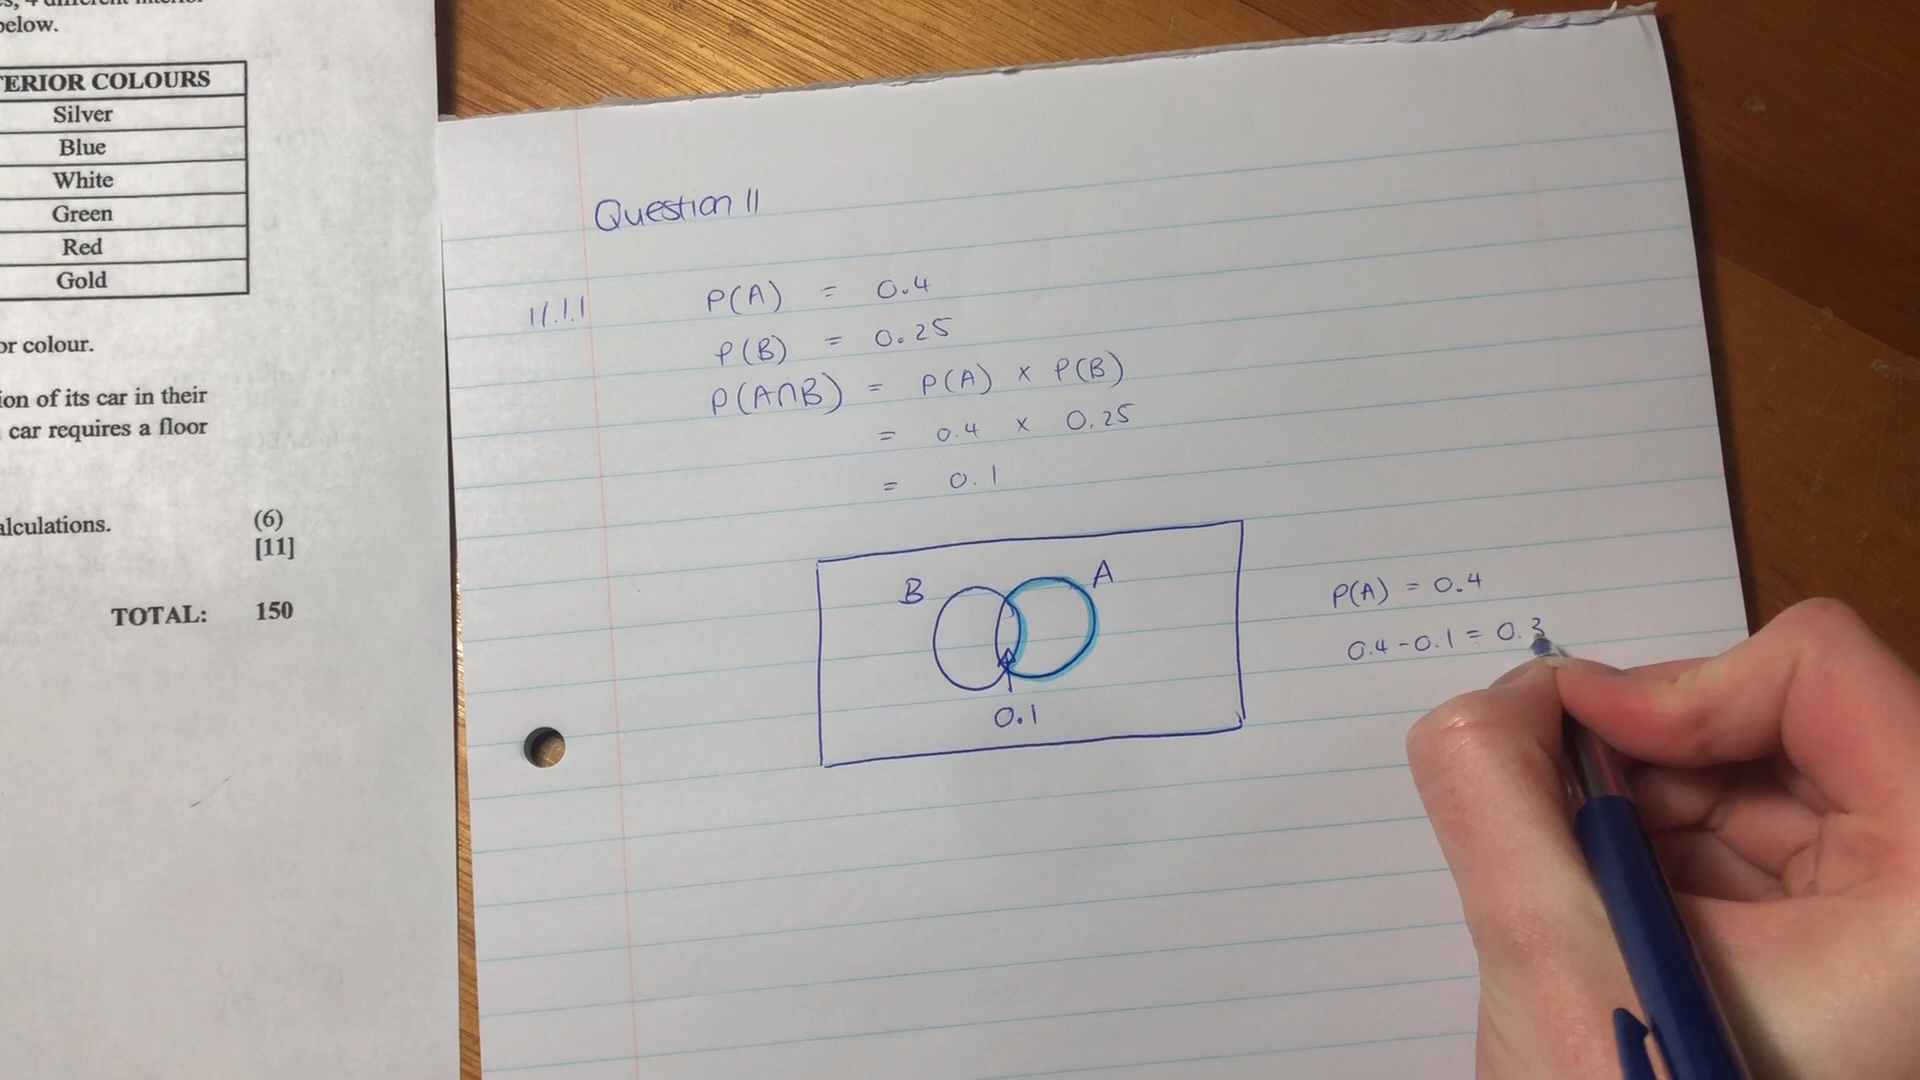 below.
TERIOR COLOURS
Silver
Blue
White
Green
Red
Gold
or colour.
ion of its car in their
car requires a floor
alculations. (6)
[11]
TOTAL: 150
Question 11
11.1.1 P(A) = 0.4
P(B) = 0.25
P(A∩B) = P(A) x P(B)
= 0.4 x 0.25
= 0.1
B A
0.1
P(A) = 0.4
0.4 - 0.1 = 0.3